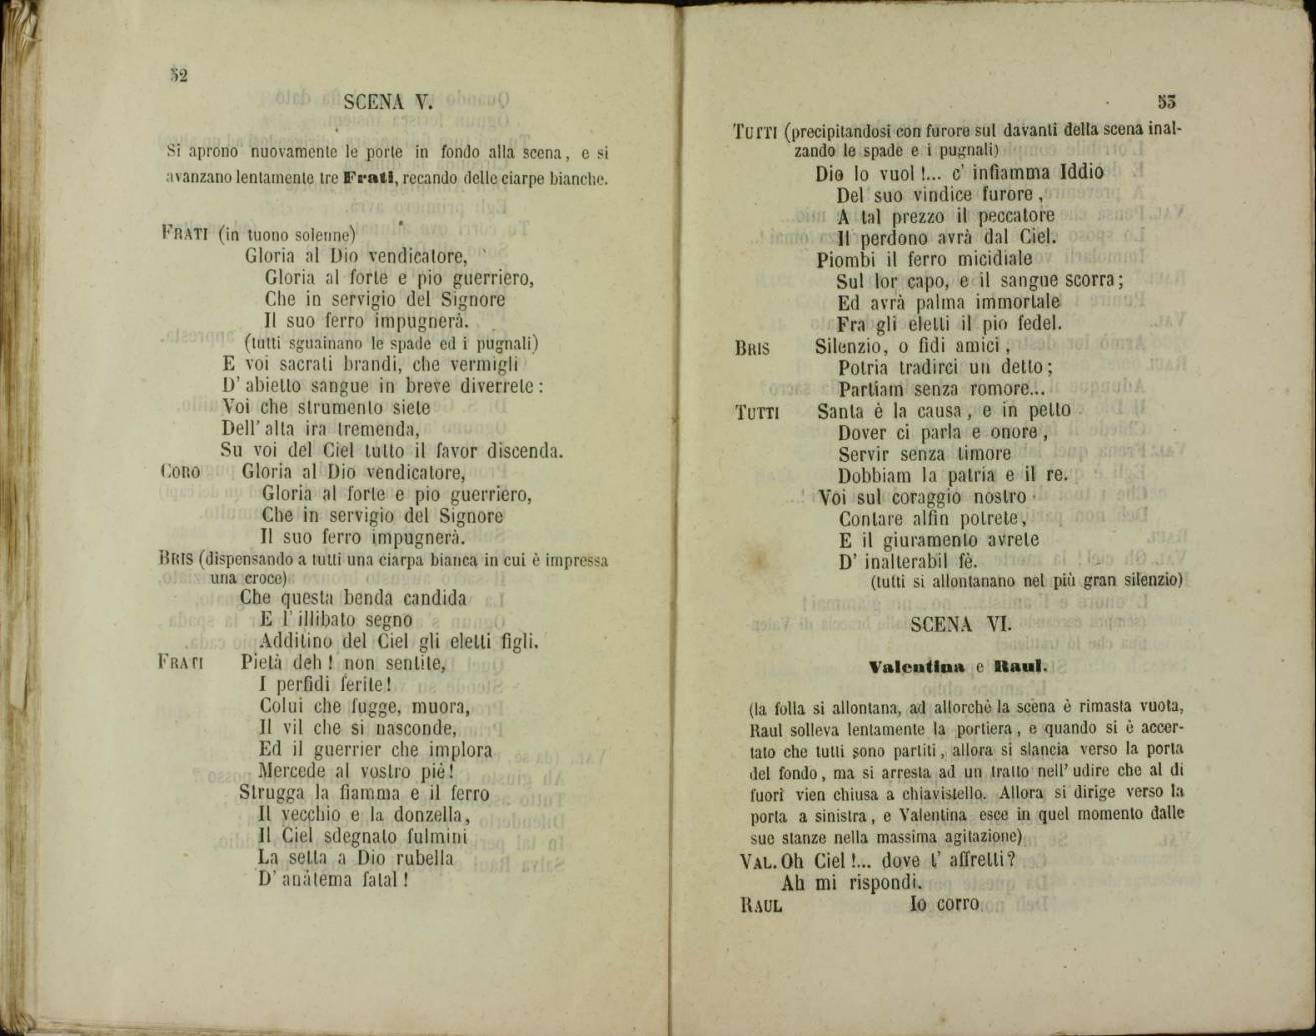 52
SCENA V.
Si aprono nuovamente le porte in fondo alla scena, e si
avanzano lentamente tre Frati, recando delle ciarpe bianche.
FRATI (in tuono solenne)
Gloria al Dio vendicatore,
Gloria al forte e pio guerriero,
Che in servigio del Signore
Il suo ferro impugnerà.
(tutti sguainano le spade ed i pugnali)
E voi sacrati brandi, che vermigli
D' abietto sangue in breve diverrete:
Voi che strumento siete
Dell' alta ira tremenda,
Su voi del Ciel tutto il favor discenda.
CORO Gloria al Dio vendicatore,
Gloria al forte e pio guerriero,
Che in servigio del Signore
Il suo ferro impugnerà.
BRIS (dispensando a tutti una ciarpa bianca in cui è impressa
una croce)
Che questa benda candida
E l' illibato segno
Additino del Ciel gli eletti figli.
FRATI Pietà deh! non sentite,
I perfidi ferite!
Colui che fugge, muora,
Il vil che si nasconde,
Ed il guerrier che implora
Mercede al vostro piè!
Strugga la fiamma e il ferro
Il vecchio e la donzella,
Il Ciel sdegnato fulmini
La setta a Dio rubella
D' anátema fatal!
53
TUTTI (precipitandosi con furore sul davanti della scena inal-
zando le spade e i pugnali)
Dio lo vuol!... c' infiamma Iddio
Del suo vindice furore,
A tal prezzo il peccatore
Il perdono avrà dal Ciel.
Piombi il ferro micidiale
Sul lor capo, e il sangue scorra;
Ed avrà palma immortale
Fra gli eletti il pio fedel.
BRIS Silenzio, o fidi amici,
Potria tradirci un detto;
Partiam senza romore...
TUTTI Santa è la causa, e in petto
Dover ci parla e onore,
Servir senza timore
Dobbiam la patria e il re.
Voi sul coraggio nostro
Contare alfin potrete,
E il giuramento avrete
D' inalterabil fè.
(tutti si allontanano nel più gran silenzio)
SCENA VI.
Valentina e Raul.
(la folla si allontana, ad allorchè la scena è rimasta vuota,
Raul solleva lentamente la portiera, e quando si è accer-
tato che tutti sono partiti, allora si slancia verso la porta
del fondo, ma si arresta ad un tratto nell' udire che al di
fuori vien chiusa a chiavistello. Allora si dirige verso la
porta a sinistra, e Valentina esce in quel momento dalle
sue stanze nella massima agitazione)
VAL. Oh Ciel!... dove t' affretti?
Ah mi rispondi.
RAUL Io corro